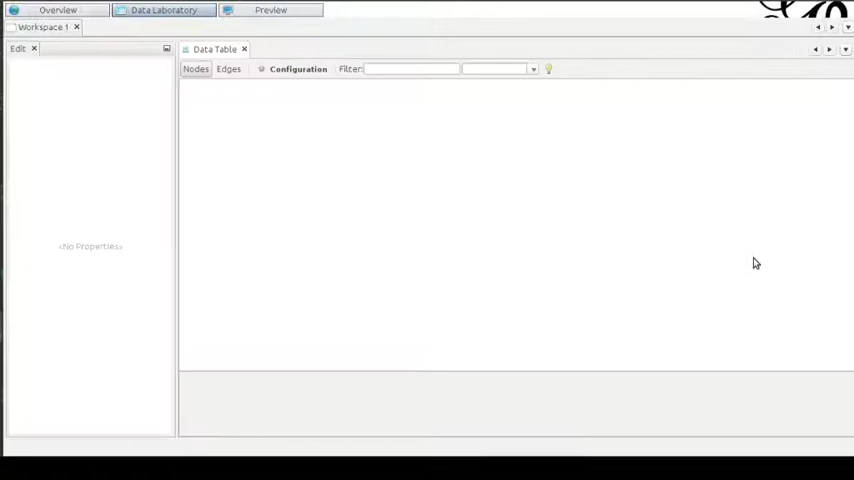 Overview Data Laboratory Preview
Workspace 1
Edit Data Table
Nodes Edges Configuration Filter:
<No Properties>